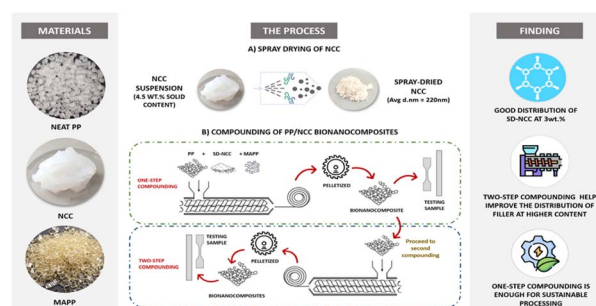 MATERIALS
NEAT PP
NCC
MAPP
THE PROCESS
A) SPRAY DRYING OF NCC
NCC
SUSPENSION
(4.5 WT.% SOLID
CONTENT)
SPRAY-DRIED
NCC
(Avg d.nm = 220nm)
B) COMPOUNDING OF PP/NCC BIONANOCOMPOSITES
PP + SD-NCC + MAPP
ONE-STEP
COMPOUNDING
PELLETIZED
BIONANOCOMPOSITE
TESTING
SAMPLE
Proceed to
second
compounding
TWO-STEP
COMPOUNDING
TESTING
SAMPLE
PELLETIZED
BIONANOCOMPOSITES
FINDING
GOOD DISTRIBUTION OF
SD-NCC AT 3wt.%
TWO-STEP COMPOUNDING HELP
IMPROVE THE DISTRIBUTION OF
FILLER AT HIGHER CONTENT
ONE-STEP COMPOUNDING IS
ENOUGH FOR SUSTAINABLE
PROCESSING